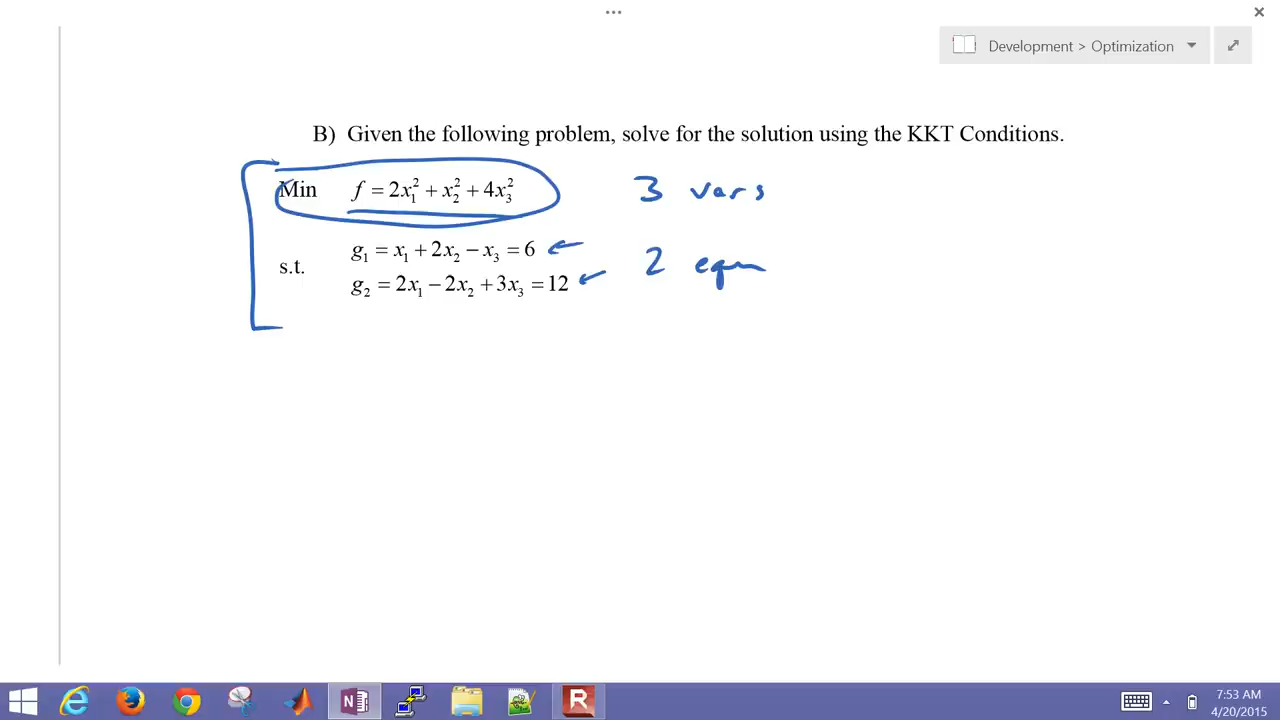 Development > Optimization
B) Given the following problem, solve for the solution using the KKT Conditions.
Min f = 2x₁² + x₂² + 4x₃² 3 vars
g₁ = x₁ + 2x₂ − x₃ = 6
s.t. 2 eqn
g₂ = 2x₁ − 2x₂ + 3x₃ = 12
7:53 AM
4/20/2015